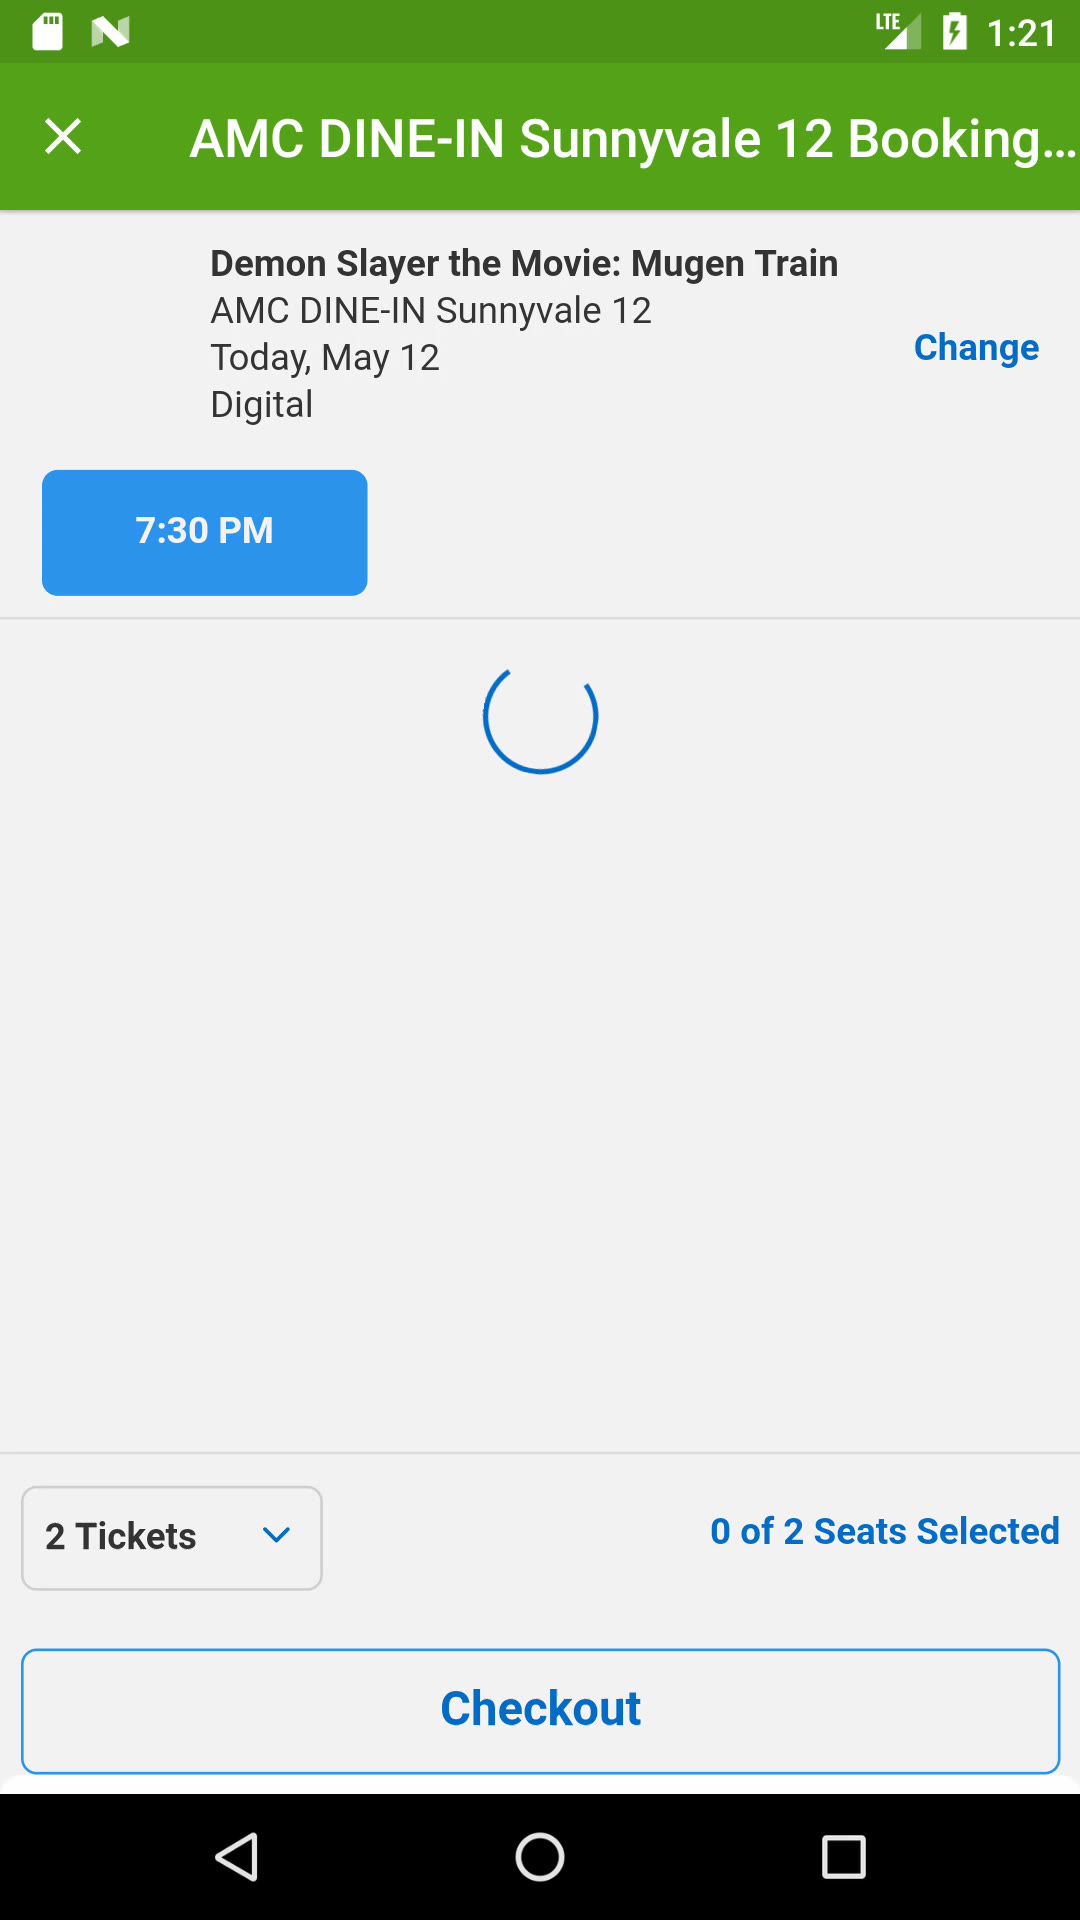 LTE 1:21
AMC DINE-IN Sunnyvale 12 Booking...
Demon Slayer the Movie: Mugen Train
AMC DINE-IN Sunnyvale 12
Today, May 12
Digital
Change
7:30 PM
2 Tickets
0 of 2 Seats Selected
Checkout